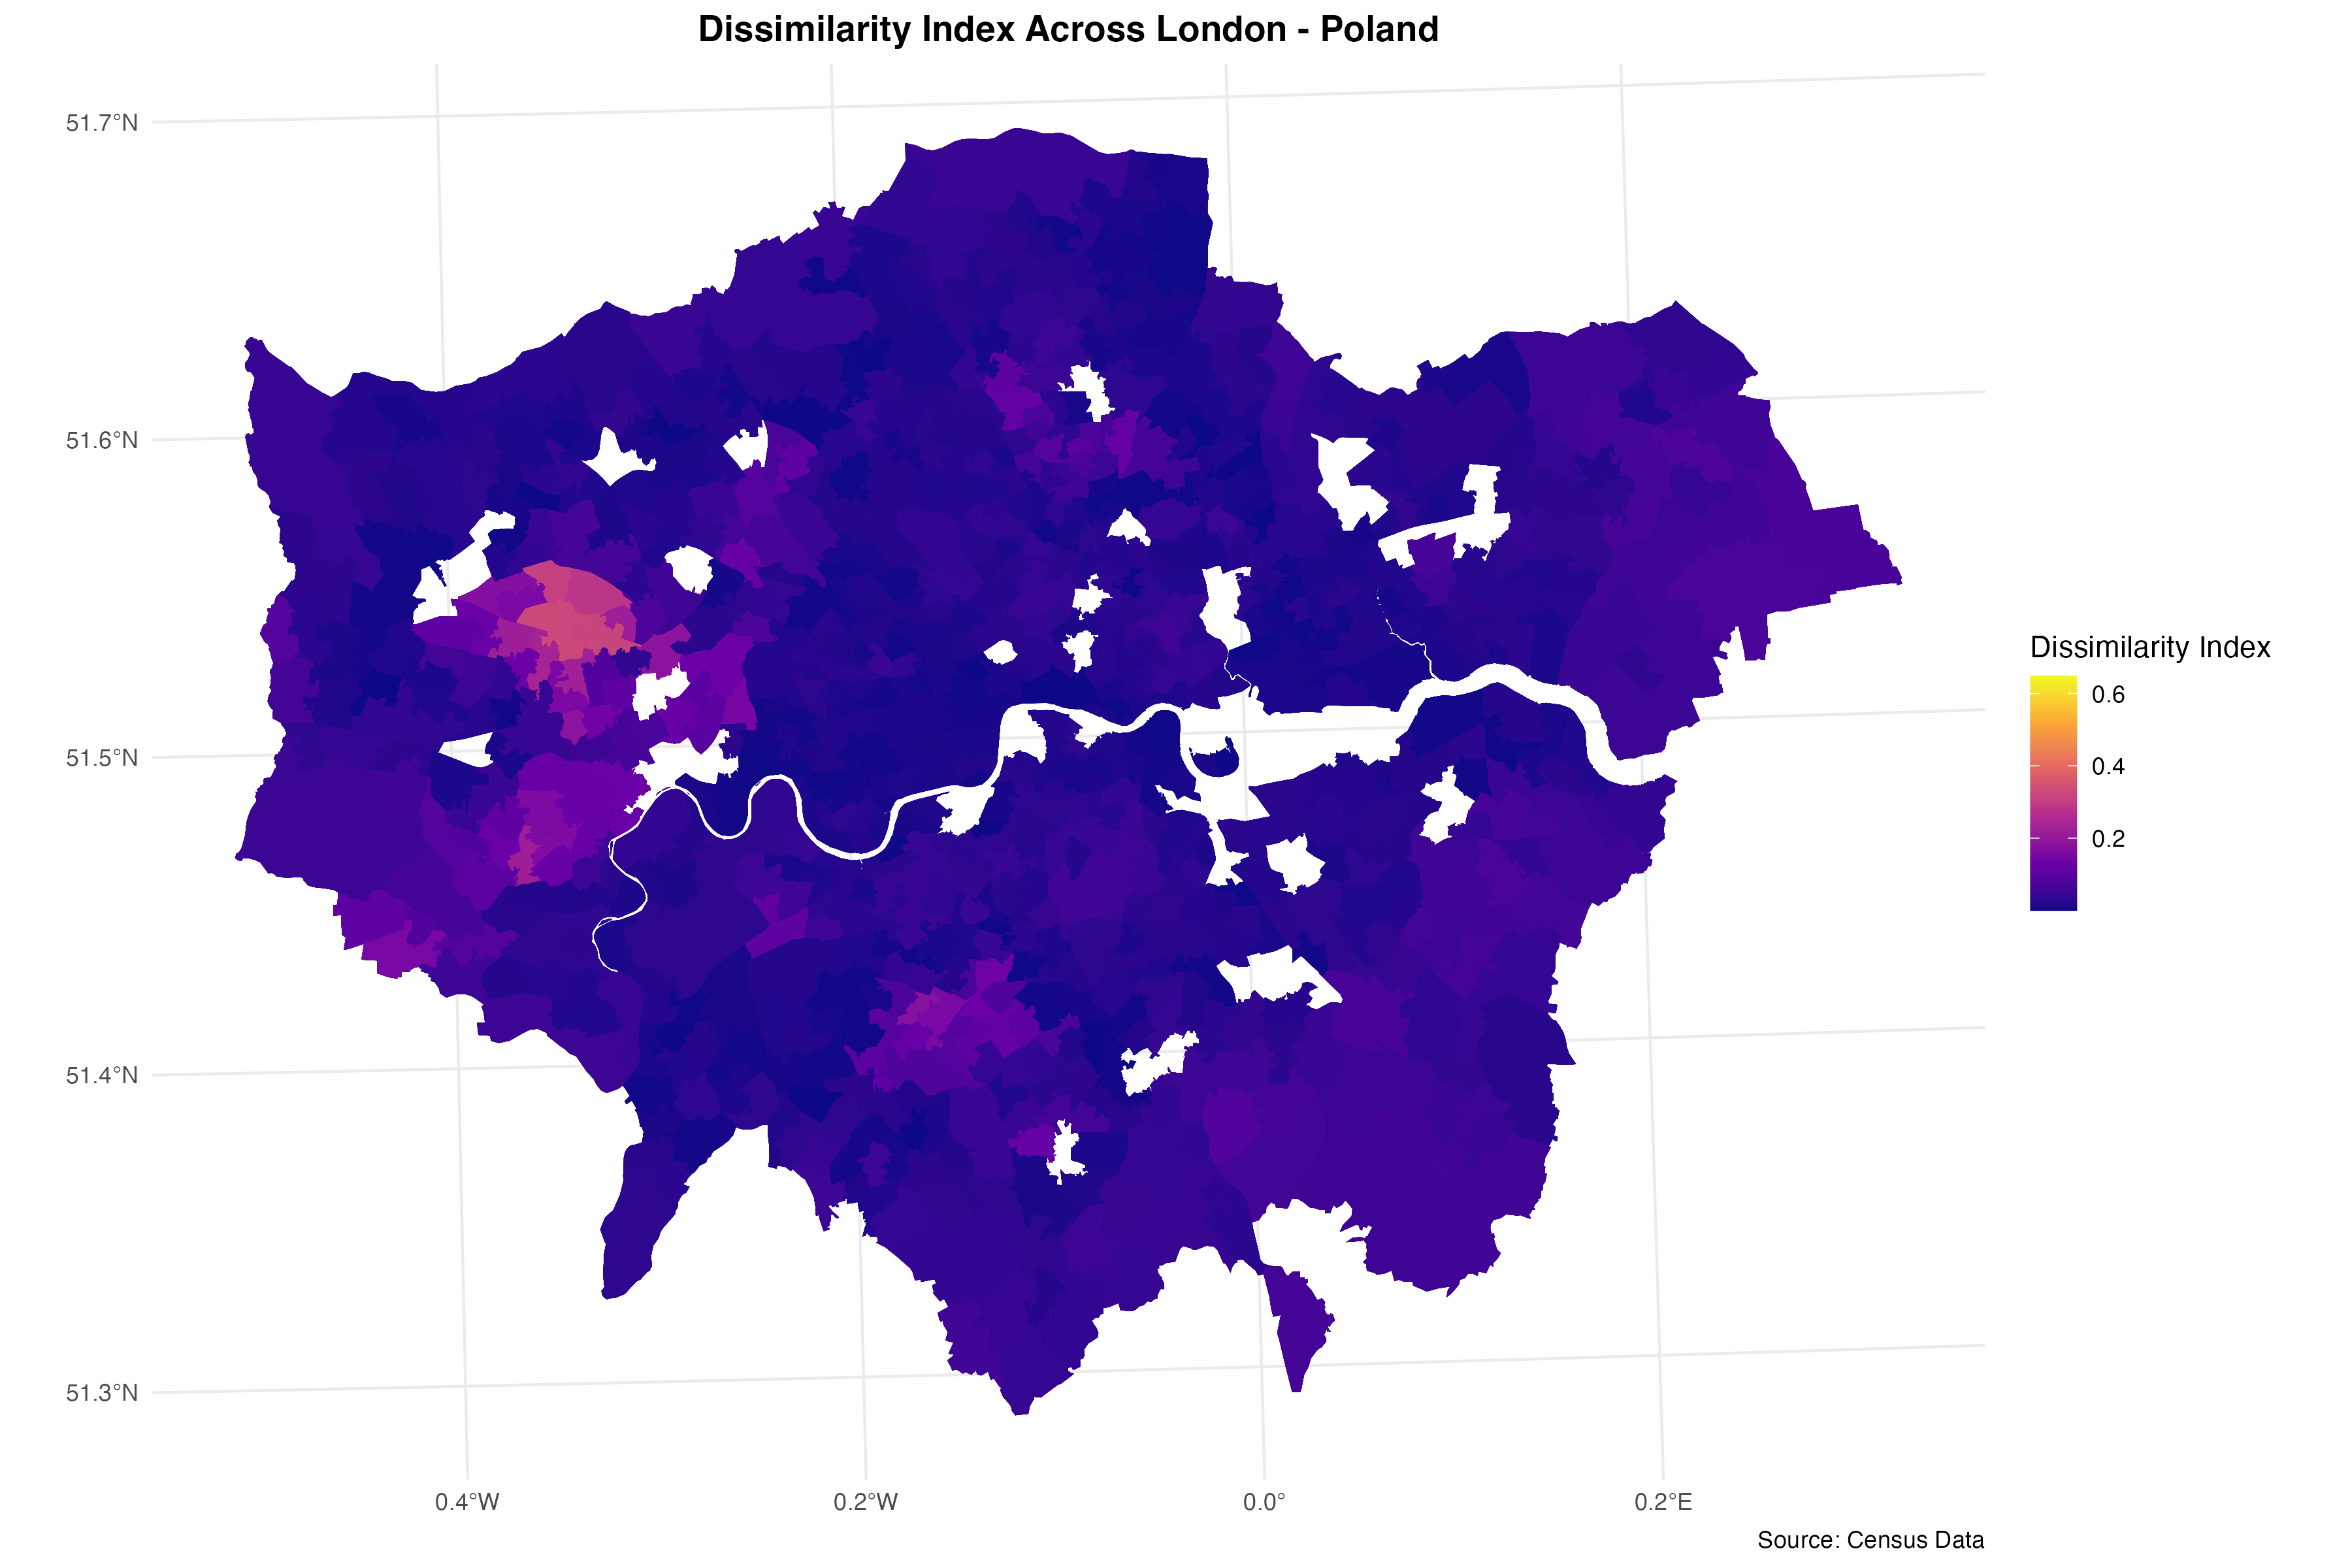 Dissimilarity Index Across London - Poland
51.7°N
51.6°N
51.5°N
51.4°N
51.3°N
0.4°W
0.2°W
0.0°
0.2°E
Dissimilarity Index
0.6
0.4
0.2
Source: Census Data